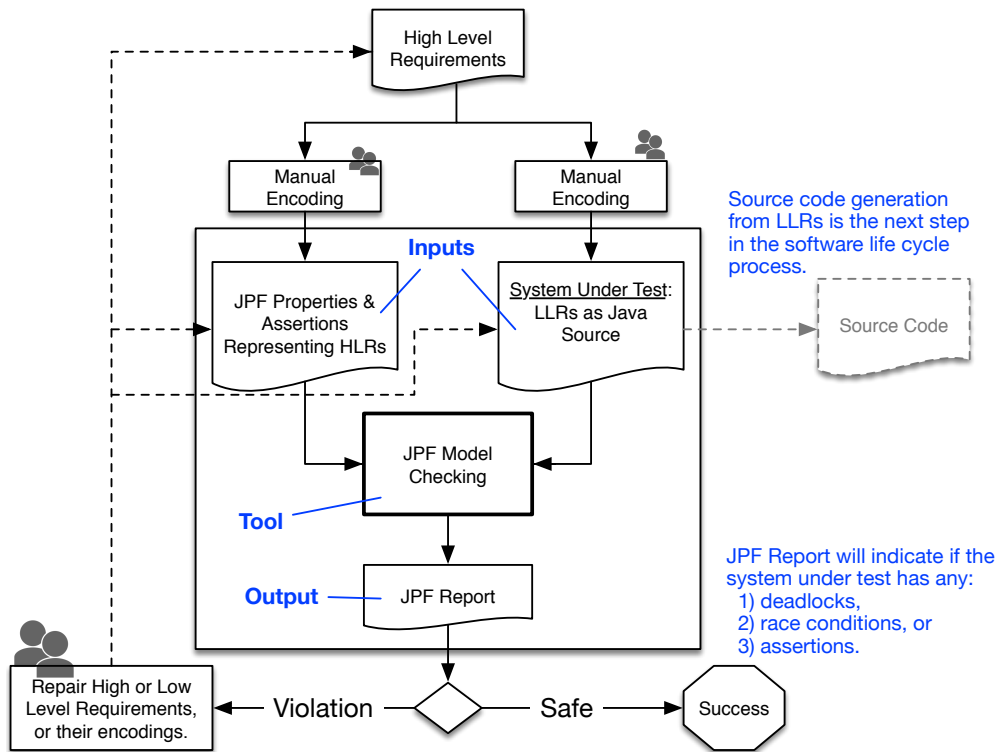 High Level
Requirements
Manual
Encoding
Manual
Encoding
Source code generation
from LLRs is the next step
in the software life cycle
process.
Inputs
JPF Properties &
Assertions
Representing HLRs
System Under Test:
LLRs as Java
Source
Source Code
JPF Model
Checking
Tool
JPF Report will indicate if the
system under test has any:
1) deadlocks,
2) race conditions, or
3) assertions.
Output
JPF Report
Repair High or Low
Level Requirements,
or their encodings.
Violation
Safe
Success